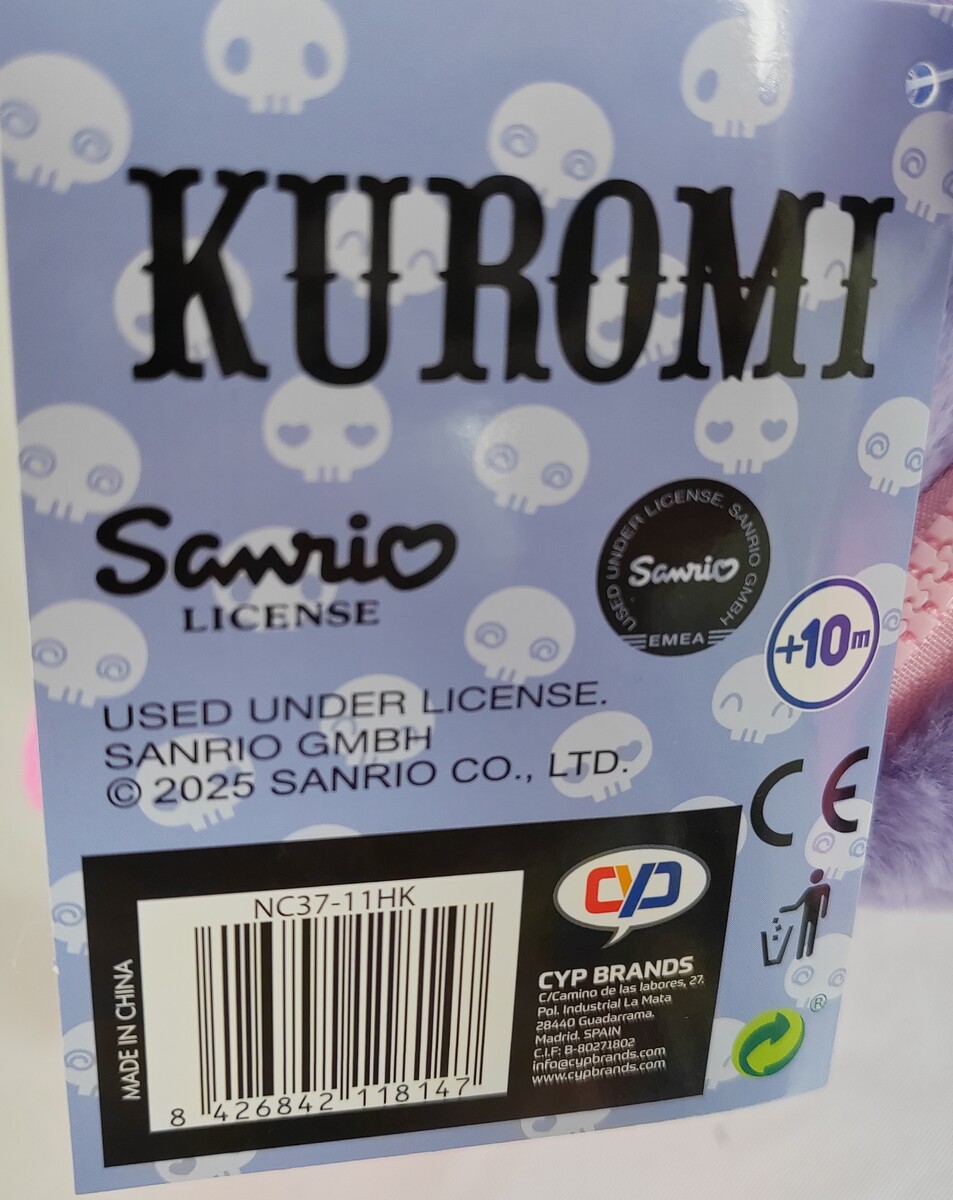 KUROMI
Sanrio
LICENSE
USED UNDER LICENSE. SANRIO GMBH
Sanrio
EMEA
+10m
USED UNDER LICENSE.
SANRIO GMBH
© 2025 SANRIO CO., LTD.
CE
MADE IN CHINA
NC37-11HK
8 426842 118147
CYP
CYP BRANDS
C/Camino de las labores, 27.
Pol. Industrial La Mata
28440 Guadarrama.
Madrid. SPAIN
C.I.F: B-80271802
info@cypbrands.com
www.cypbrands.com
®